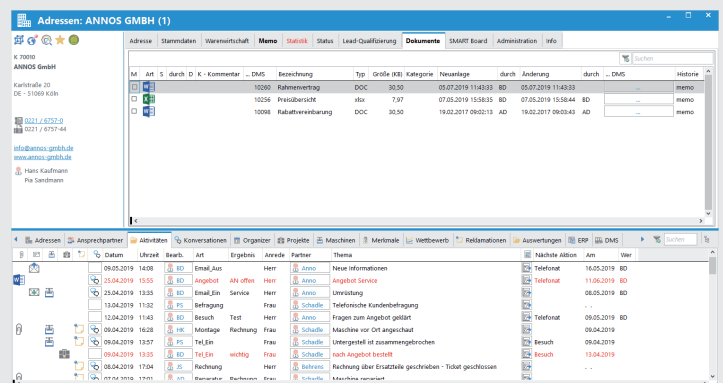 Adressen: ANNOS GMBH (1)
Adresse Stammdaten Warenwirtschaft Memo Statistik Status Lead-Qualifizierung Dokumente SMART Board Administration Info
K 70010
ANNOS GmbH
Karlstraße 20
DE - 51069 Köln
0221 / 6757-0
0221 / 6757-44
info@annos-gmbh.de
www.annos-gmbh.de
Hans Kaufmann
Pia Sandmann
Suchen
M Art S durch D K - Kommentar ... DMS Bezeichnung Typ Größe (KB) Kategorie Neuanlage durch Änderung durch ... DMS Historie
10260 Rahmenvertrag DOC 30,50 05.07.2019 11:43:33 BD 05.07.2019 11:43:33 ... memo
10256 Preisübersicht xlsx 7,97 07.05.2019 15:58:35 BD 07.05.2019 15:58:44 BD ... memo
10098 Rabattvereinbarung DOC 30,50 19.02.2017 09:02:13 AD 19.02.2017 09:03:43 AD ... memo
Adressen Ansprechpartner Aktivitäten Konversationen Organizer Projekte Maschinen Merkmale Wettbewerb Reklamationen Auswertungen ERP DMS Suchen
Datum Uhrzeit Bearb. Art Ergebnis Anrede Partner Thema Nächste Aktion Am Wer
09.05.2019 14:08 BD Email_Aus Herr Anno Neue Informationen Telefonat 16.05.2019 BD
25.04.2019 15:55 BD Angebot AN offen Herr Anno Angebot Service Telefonat 11.06.2019 BD
25.04.2019 13:35 BD Email_Ein Service Herr Anno Umrüstung 08.05.2019 BD
13.04.2019 11:32 PS Befragung Frau Schadle Telefonische Kundenbefragung . .
12.04.2019 11:43 BD Besuch Test Herr Anno Fragen zum Angebot geklärt Telefonat 09.05.2019 BD
09.04.2019 16:28 HK Montage Rechnung Frau Schadle Maschine vor Ort angeschaut 09.04.2019
09.04.2019 13:57 PS Tel_Ein Frau Schadle Untergestell ist zusammengebrochen Besuch 09.04.2019
09.04.2019 13:35 BD Tel_Ein wichtig Frau Schadle nach Angebot bestellt Besuch 13.04.2019
08.04.2019 17:04 JS Rechnung Frau Behrens Rechnung über Ersatzteile geschrieben - Ticket geschlossen . .
07.04.2019 17:01 AD Reparatur Rechnung Frau Schadle Maschine repariert